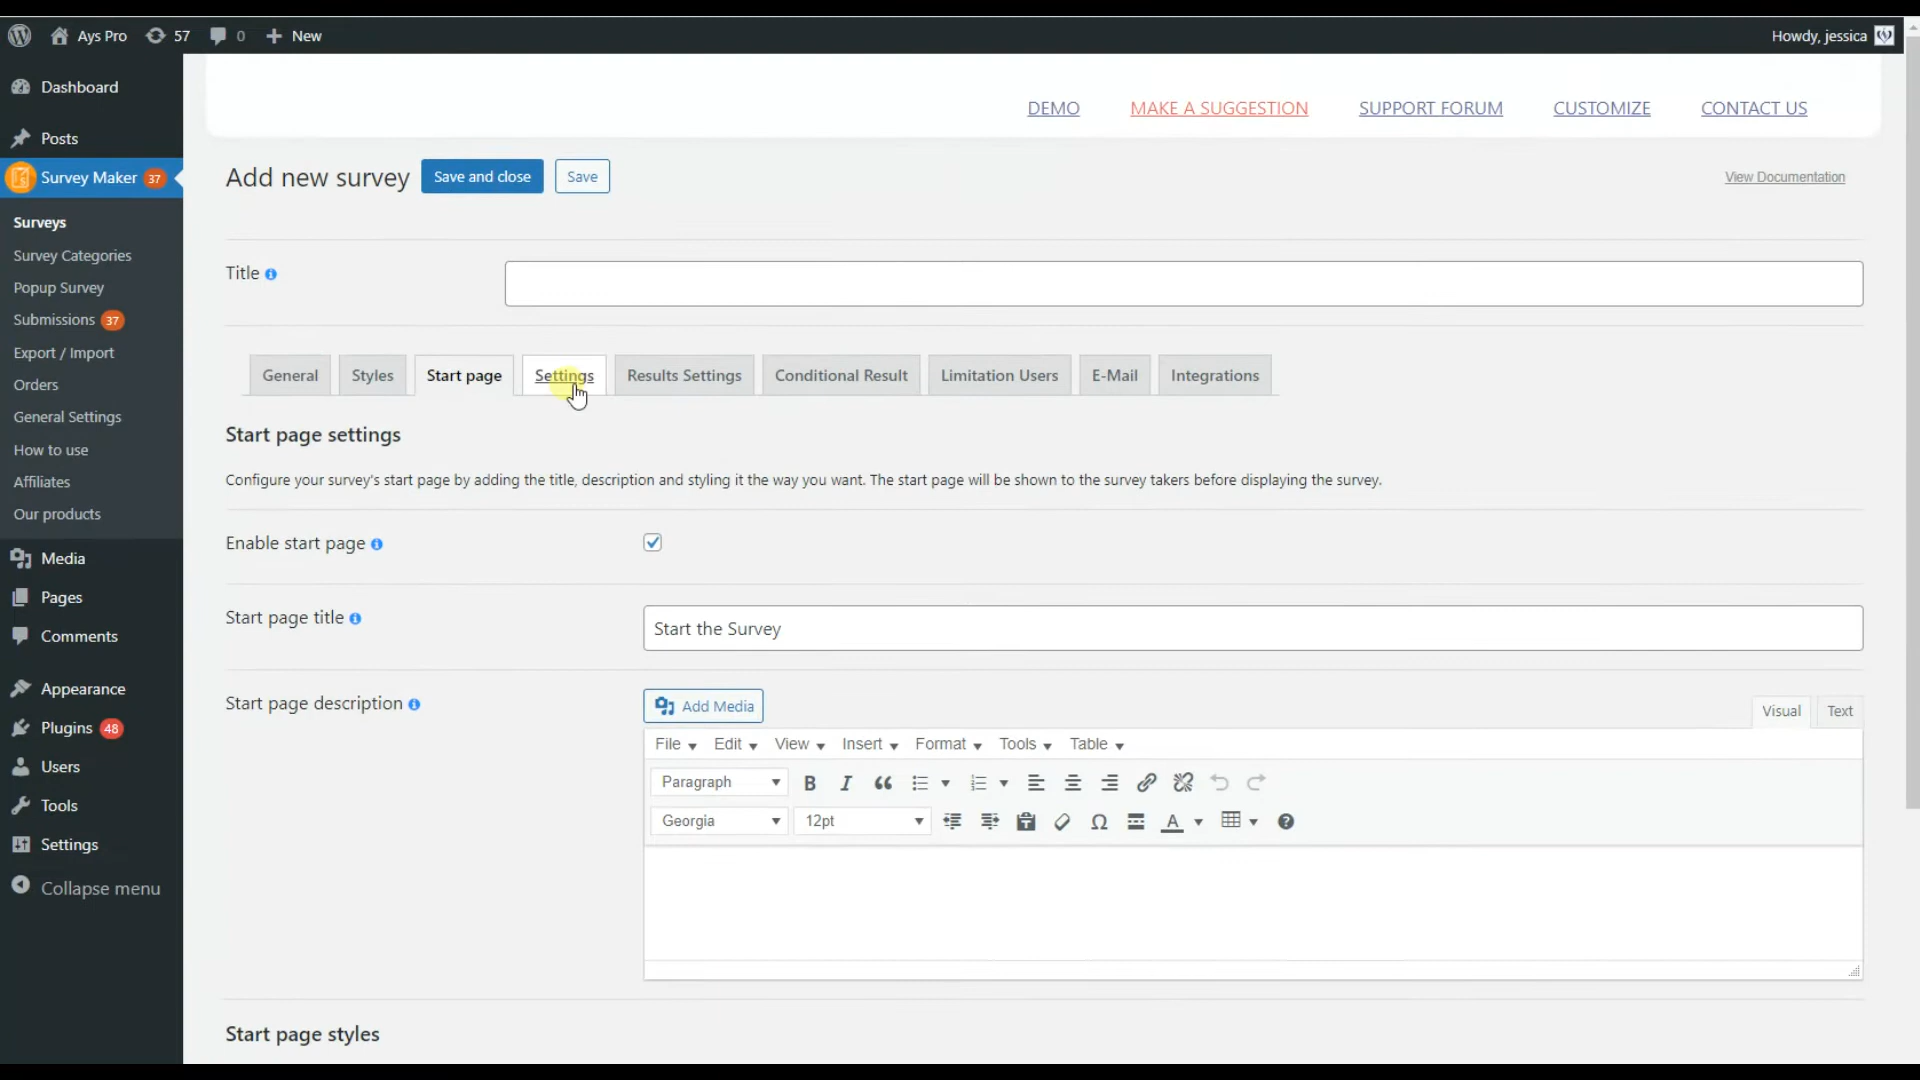 Ays Pro 57 0 New Howdy, jessica
Dashboard
Posts
Survey Maker 37
Surveys
Survey Categories
Popup Survey
Submissions 37
Export / Import
Orders
General Settings
How to use
Affiliates
Our products
Media
Pages
Comments
Appearance
Plugins 48
Users
Tools
Settings
Collapse menu
DEMO MAKE A SUGGESTION SUPPORT FORUM CUSTOMIZE CONTACT US
Add new survey Save and close Save View Documentation
Title
General Styles Start page Settings Results Settings Conditional Result Limitation Users E-Mail Integrations
Start page settings
Configure your survey's start page by adding the title, description and styling it the way you want. The start page will be shown to the survey takers before displaying the survey.
Enable start page
Start page title Start the Survey
Start page description Add Media Visual Text
File Edit View Insert Format Tools Table
Paragraph B I
Georgia 12pt Ω A
Start page styles